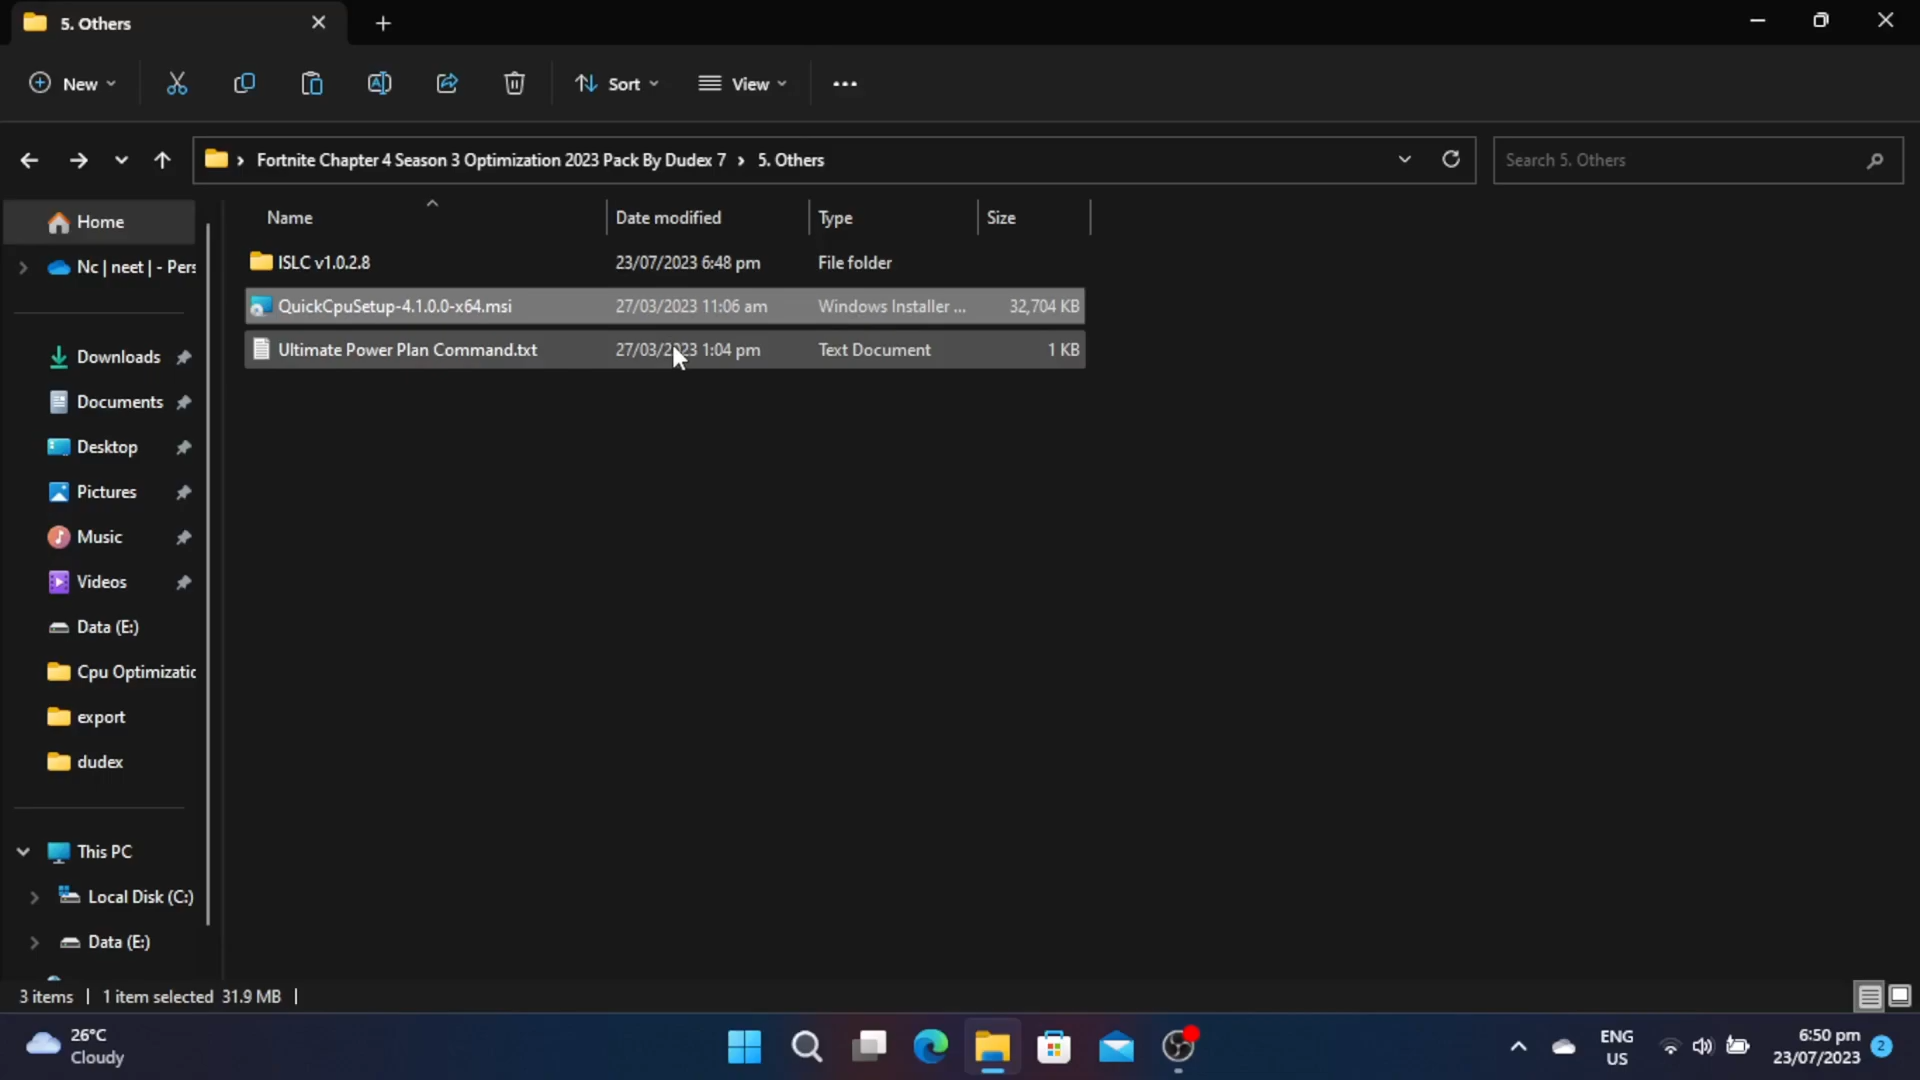 5. Others
New
Sort
View
Fortnite Chapter 4 Season 3 Optimization 2023 Pack By Dudex 7 › 5. Others
Search 5. Others
Name
Date modified
Type
Size
ISLC v1.0.2.8
23/07/2023 6:48 pm
File folder
QuickCpuSetup-4.1.0.0-x64.msi
27/03/2023 11:06 am
Windows Installer ...
32,704 KB
Ultimate Power Plan Command.txt
27/03/2023 1:04 pm
Text Document
1 KB
Home
Nc | neet | - Pers
Downloads
Documents
Desktop
Pictures
Music
Videos
Data (E:)
Cpu Optimizatic
export
dudex
This PC
Local Disk (C:)
Data (E:)
3 items
1 item selected 31.9 MB
26°C
Cloudy
ENG
US
6:50 pm
23/07/2023
2